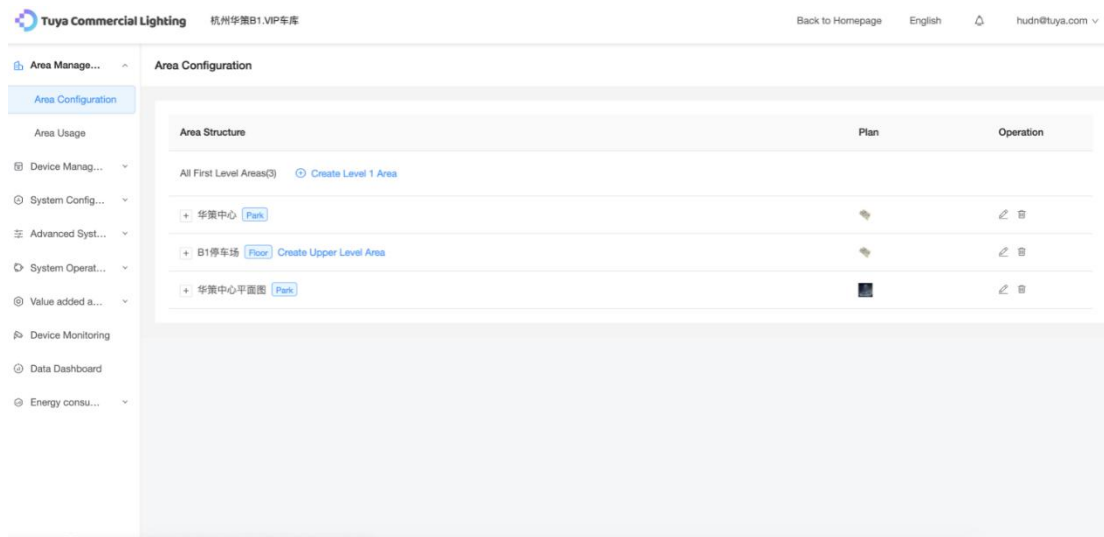 Tuya Commercial Lighting 杭州华策B1.VIP车库 Back to Homepage English hudn@tuya.com
Area Manage...
Area Configuration
Area Usage
Device Manag...
System Config...
Advanced Syst...
System Operat...
Value added a...
Device Monitoring
Data Dashboard
Energy consu...
Area Configuration
Area Structure Plan Operation
All First Level Areas(3) Create Level 1 Area
华策中心 Park
B1停车场 Floor Create Upper Level Area
华策中心平面图 Park